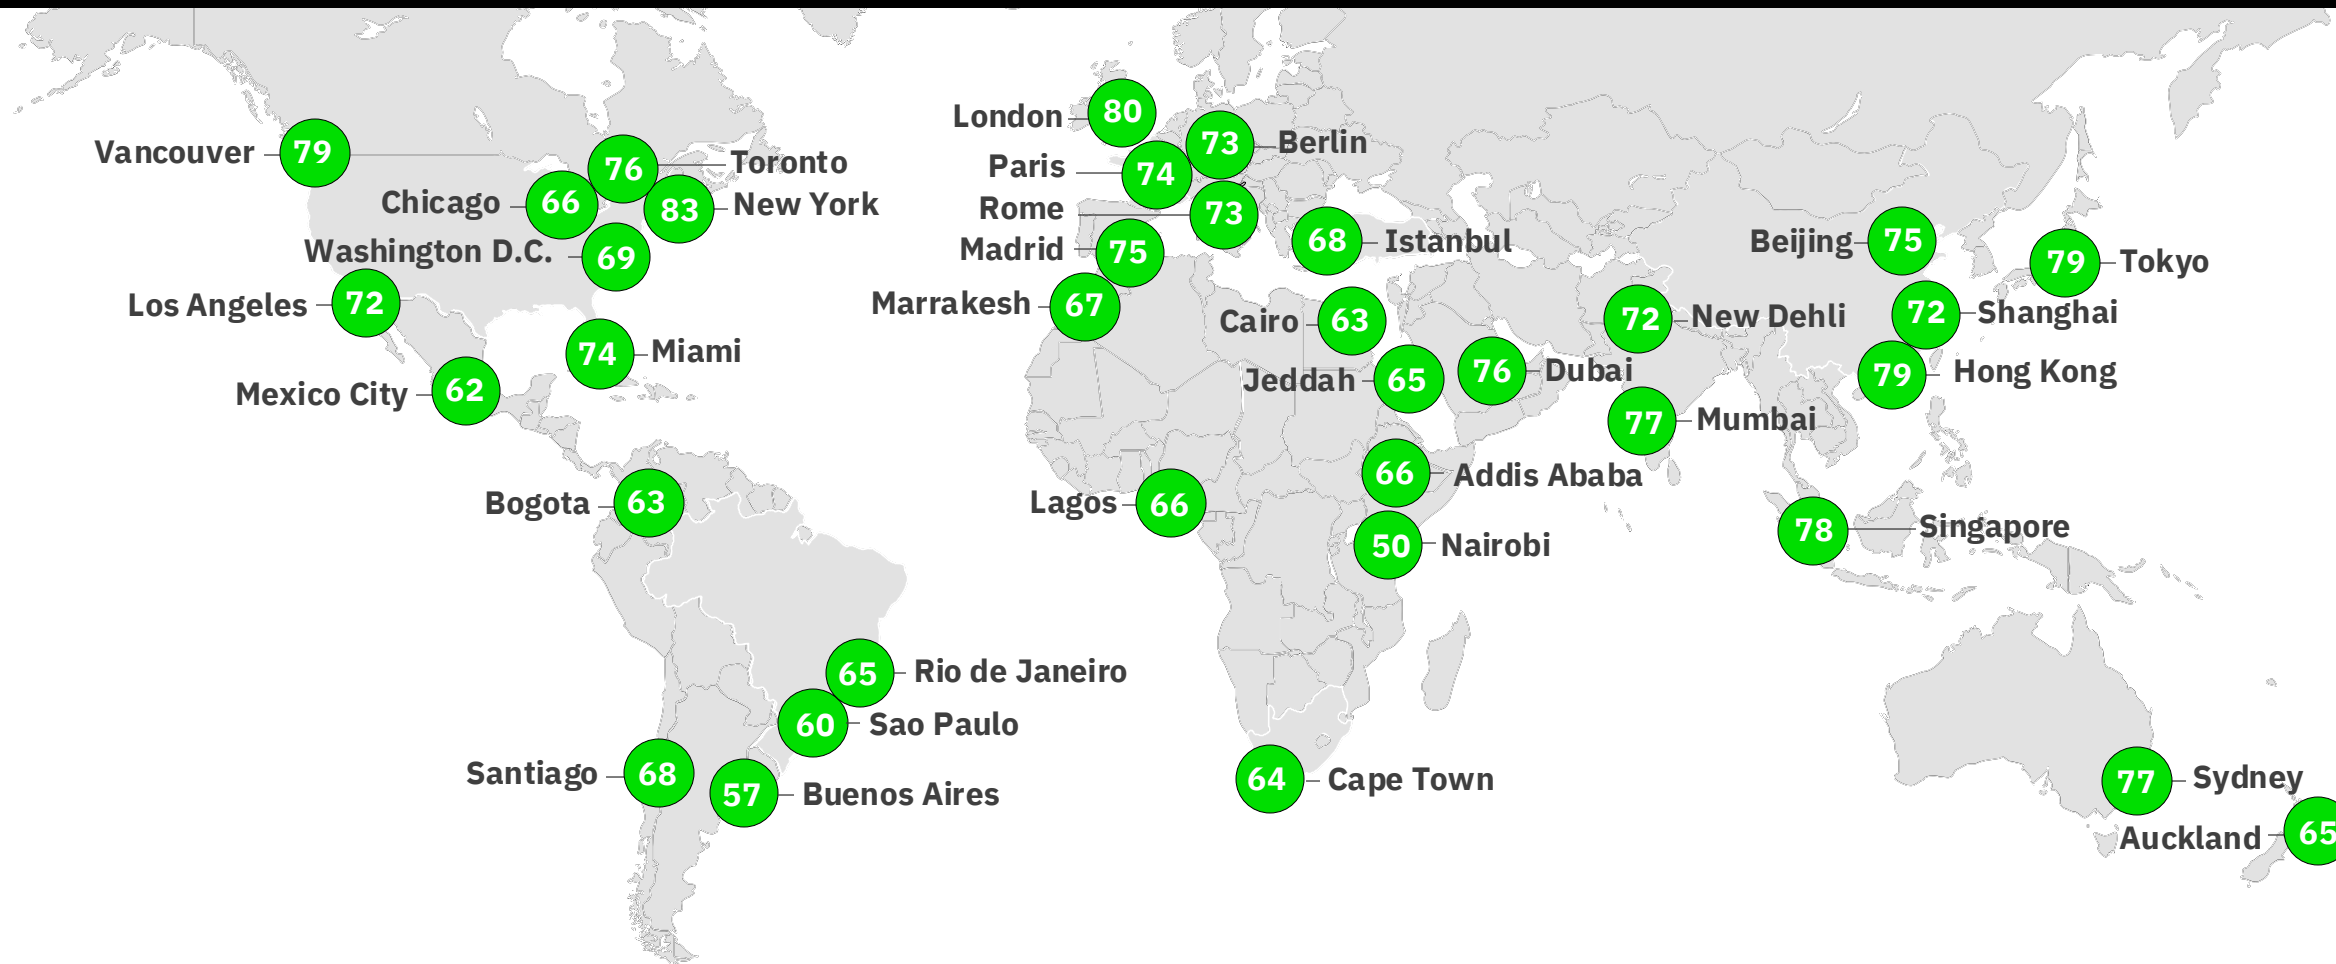 London 80
73 Berlin
Vancouver 79
76 Toronto
Paris 74
Chicago 66
83 New York
Rome 73
Washington D.C. 69
Madrid 75
68 Istanbul
Beijing 75
79 Tokyo
Los Angeles 72
Marrakesh 67
Cairo 63
72 New Dehli
72 Shanghai
74 Miami
Mexico City 62
Jeddah 65
76 Dubai
79 Hong Kong
77 Mumbai
Bogota 63
Lagos 66
66 Addis Ababa
50 Nairobi
78 Singapore
65 Rio de Janeiro
60 Sao Paulo
Santiago 68
57 Buenos Aires
64 Cape Town
77 Sydney
Auckland 65